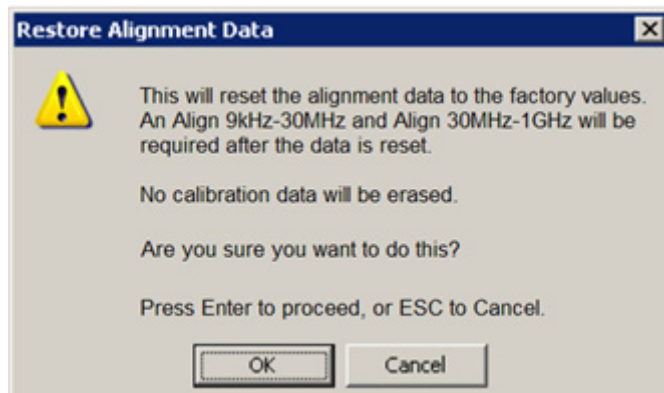 Restore Alignment Data
This will reset the alignment data to the factory values.
An Align 9kHz-30MHz and Align 30MHz-1GHz will be
required after the data is reset.
No calibration data will be erased.
Are you sure you want to do this?
Press Enter to proceed, or ESC to Cancel.
OK Cancel